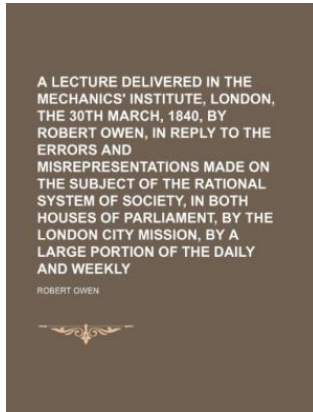 A LECTURE DELIVERED IN THE
MECHANICS' INSTITUTE, LONDON,
THE 30TH MARCH, 1840, BY
ROBERT OWEN, IN REPLY TO THE
ERRORS AND
MISREPRESENTATIONS MADE ON
THE SUBJECT OF THE RATIONAL
SYSTEM OF SOCIETY, IN BOTH
HOUSES OF PARLIAMENT, BY THE
LONDON CITY MISSION, BY A
LARGE PORTION OF THE DAILY
AND WEEKLY
ROBERT OWEN